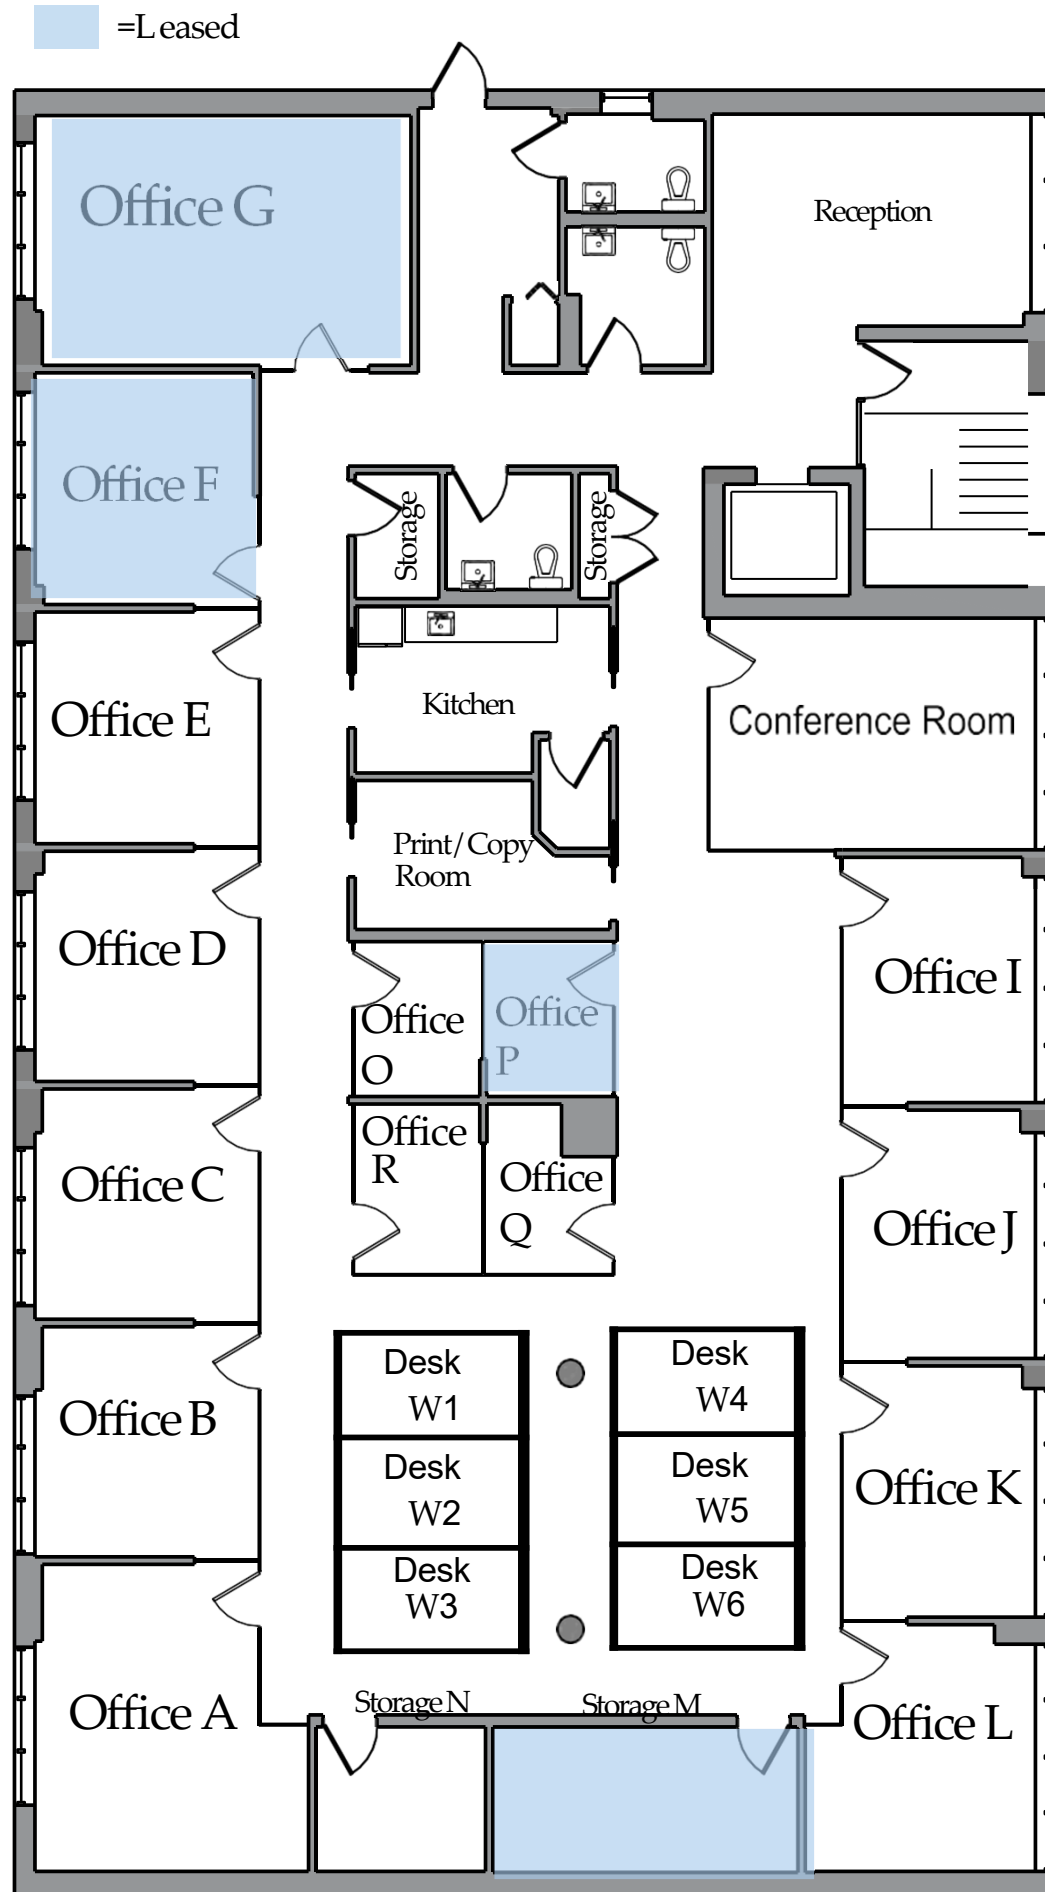 =Leased
Office G
Reception
Office F
Storage
Storage
Office E
Kitchen
Conference Room
Print/Copy
Room
Office D
Office I
Office
O
Office
P
Office
R
Office
Q
Office C
Office J
Desk
W1
Desk
W4
Office B
Desk
W2
Desk
W5
Office K
Desk
W3
Desk
W6
Office A
Storage N
Storage M
Office L